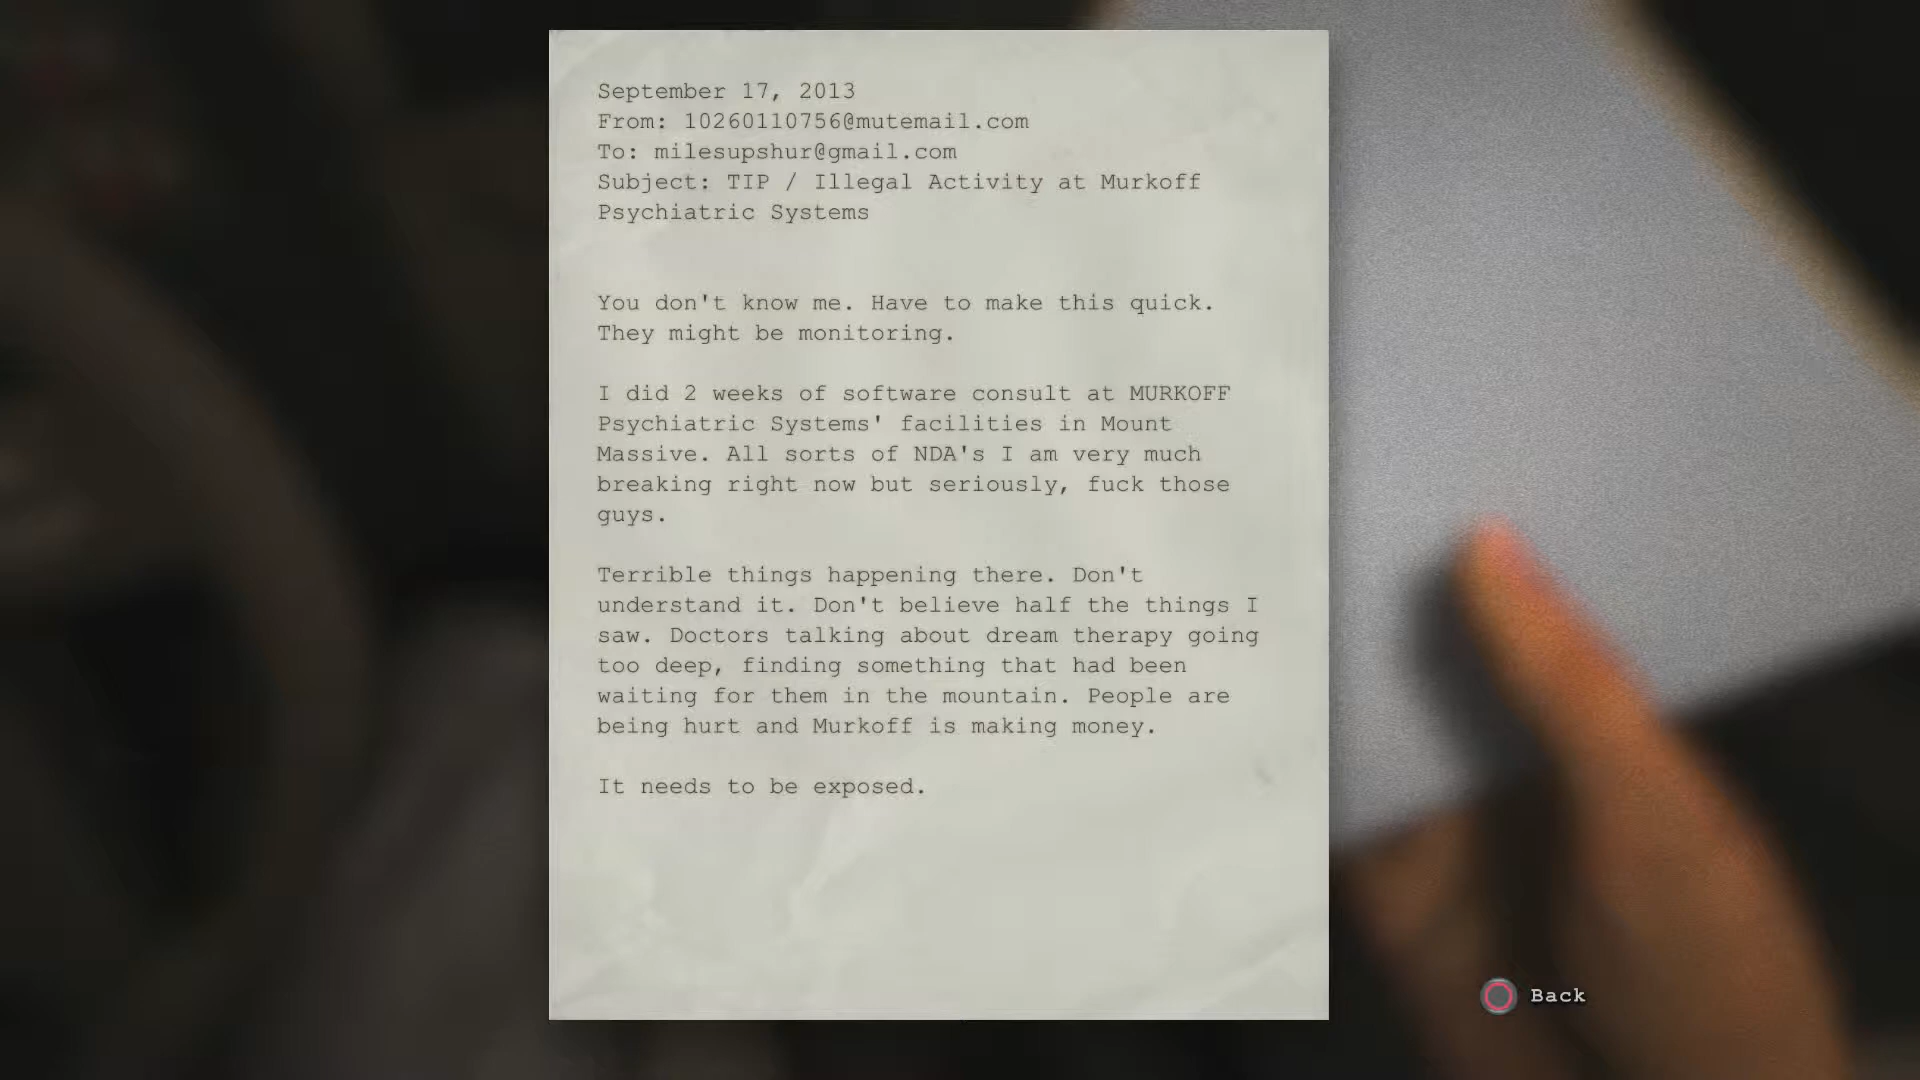 September 17, 2013
From: 10260110756@mutemail.com
To: milesupshur@gmail.com
Subject: TIP / Illegal Activity at Murkoff
Psychiatric Systems
You don't know me. Have to make this quick.
They might be monitoring.
I did 2 weeks of software consult at MURKOFF
Psychiatric Systems' facilities in Mount
Massive. All sorts of NDA's I am very much
breaking right now but seriously, fuck those
guys.
Terrible things happening there. Don't
understand it. Don't believe half the things I
saw. Doctors talking about dream therapy going
too deep, finding something that had been
waiting for them in the mountain. People are
being hurt and Murkoff is making money.
It needs to be exposed.
Back